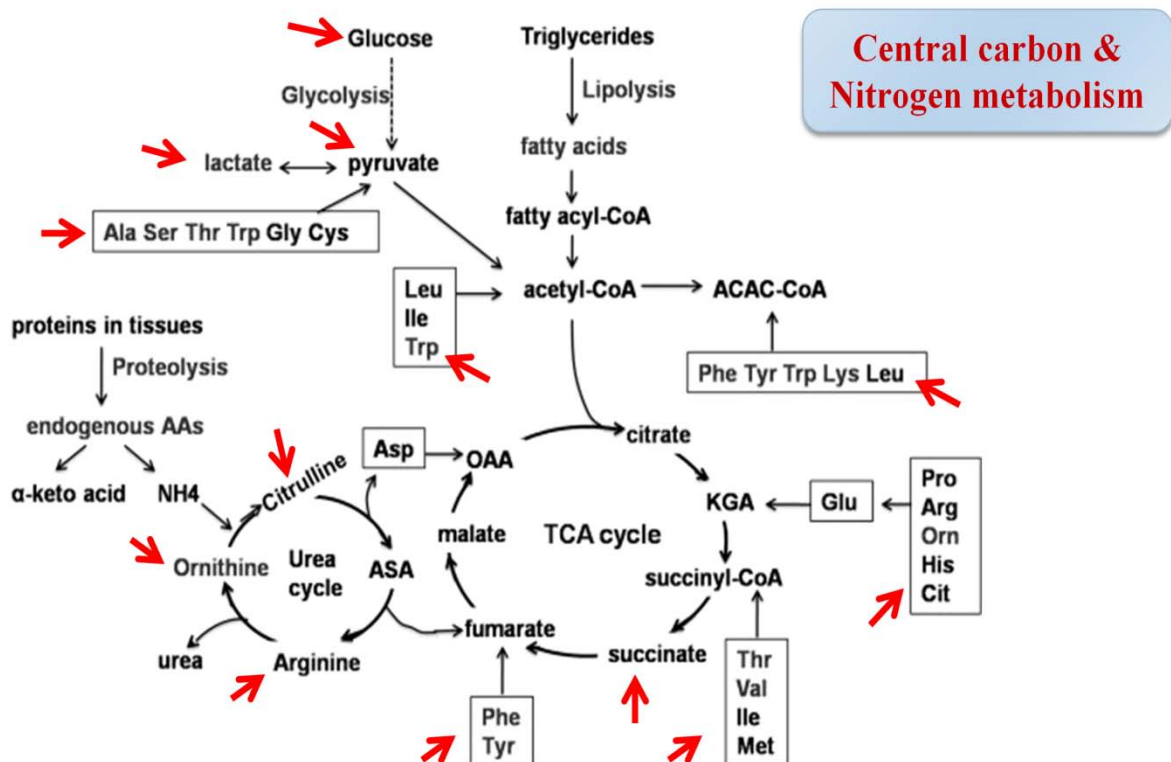 Central carbon &
Nitrogen metabolism
Glucose
Triglycerides
Glycolysis
Lipolysis
lactate
pyruvate
fatty acids
Ala Ser Thr Trp Gly Cys
fatty acyl-CoA
Leu
Ile
Trp
acetyl-CoA
ACAC-CoA
Phe Tyr Trp Lys Leu
proteins in tissues
Proteolysis
endogenous AAs
α-keto acid
NH4
Citrulline
Asp
OAA
citrate
KGA
Glu
Pro
Arg
Orn
His
Cit
malate
TCA cycle
Ornithine
Urea
cycle
ASA
succinyl-CoA
fumarate
succinate
urea
Arginine
Phe
Tyr
Thr
Val
Ile
Met